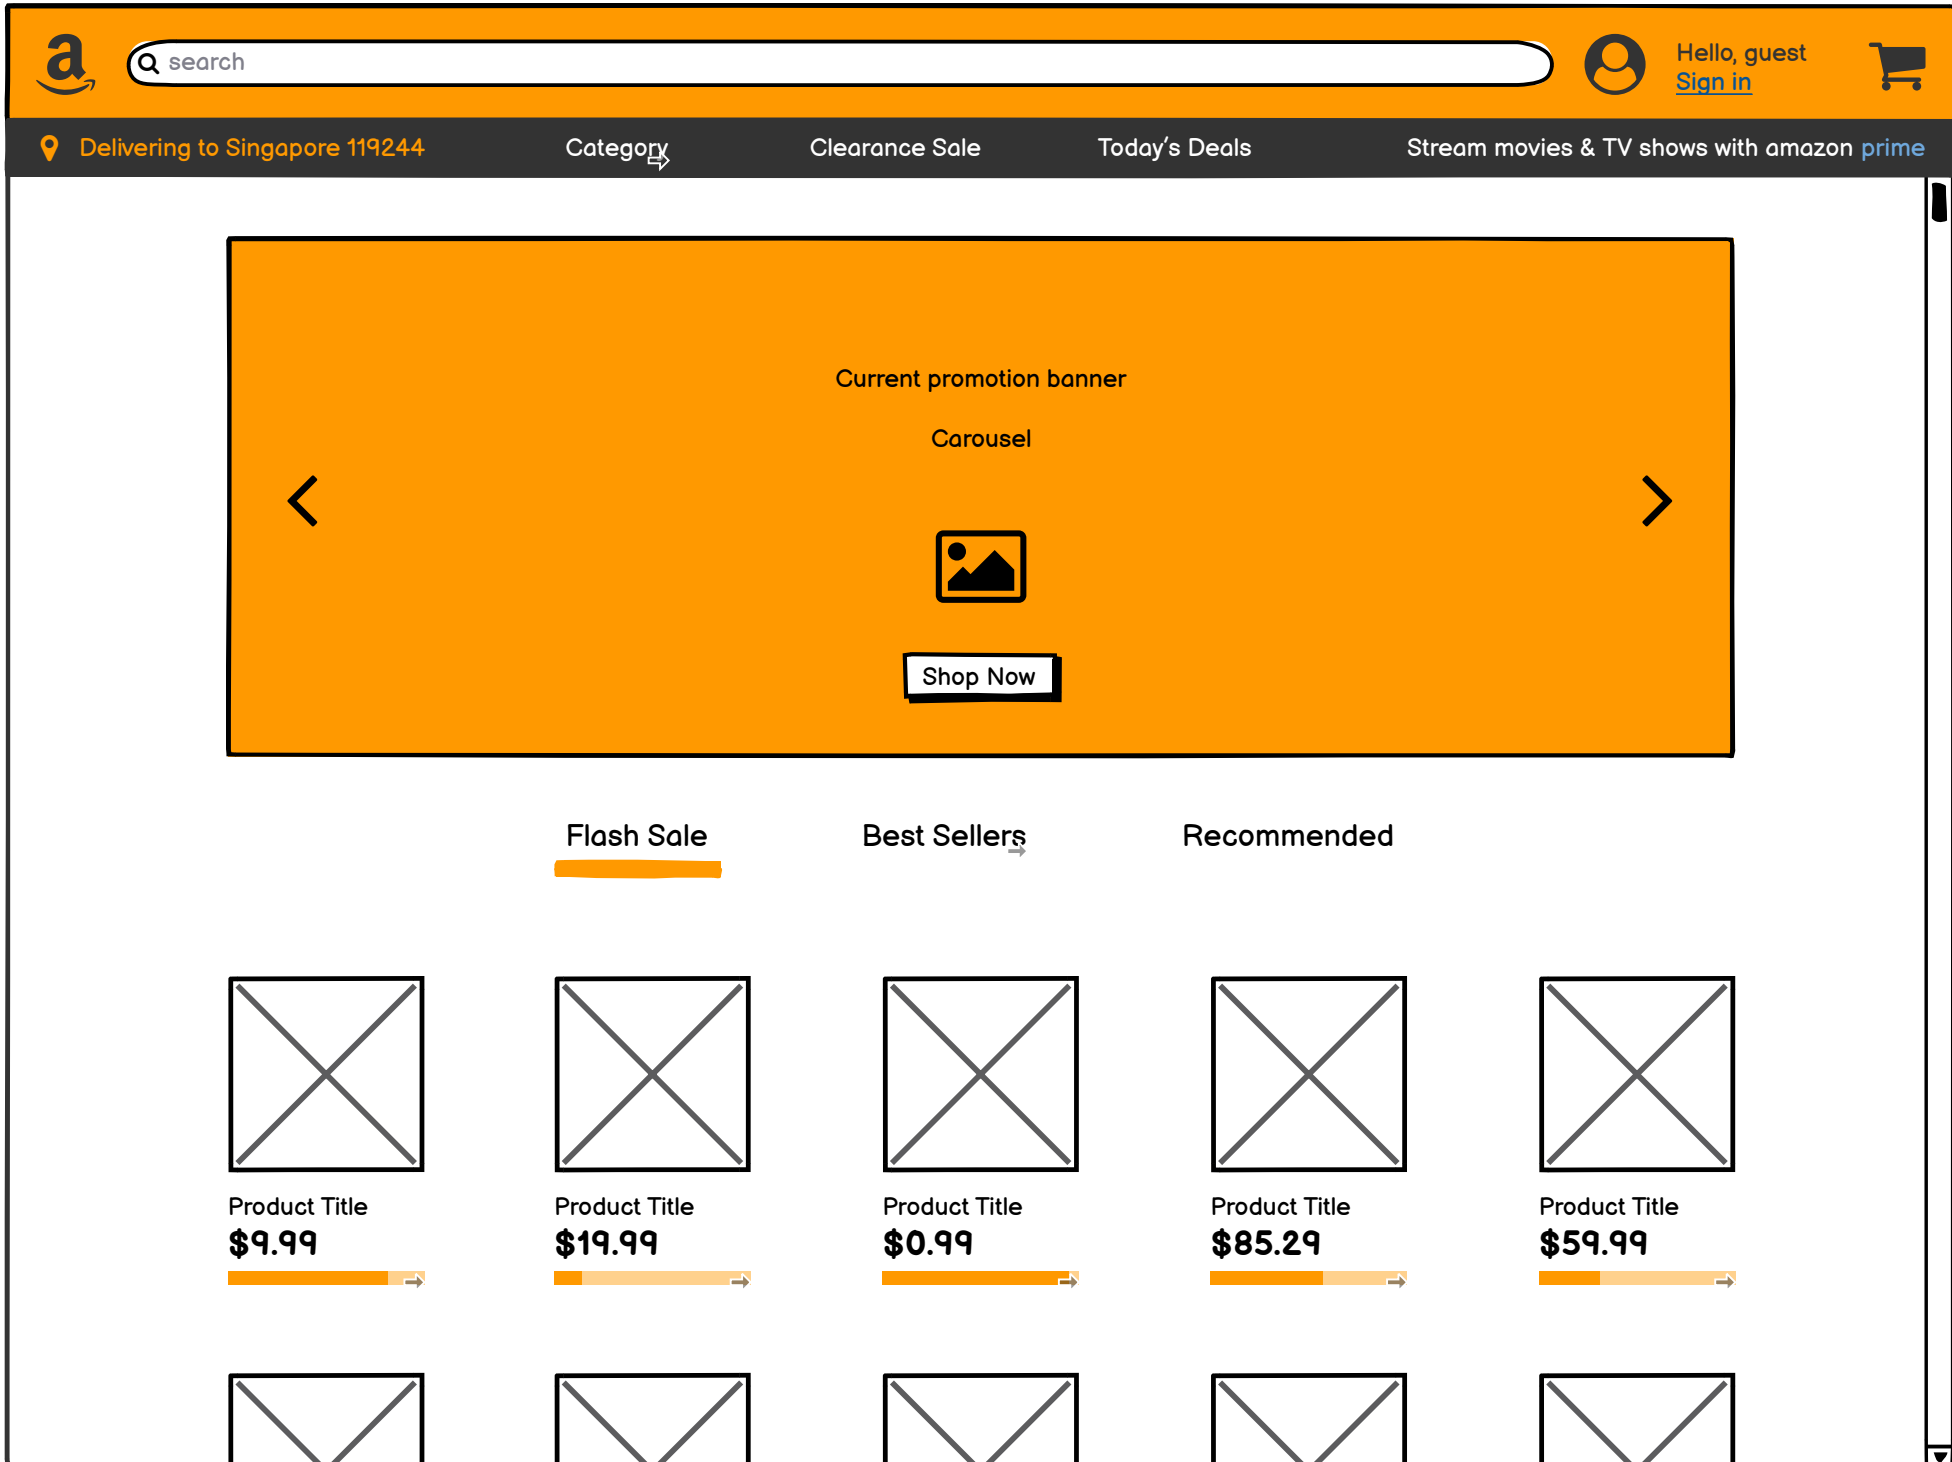 a
search
Hello, guest
Sign in
Delivering to Singapore 119244 Category Clearance Sale Today's Deals Stream movies & TV shows with amazon prime
Current promotion banner
Carousel
Shop Now
Flash Sale Best Sellers Recommended
Product Title Product Title Product Title Product Title Product Title
$9.99 $19.99 $0.99 $85.29 $59.99